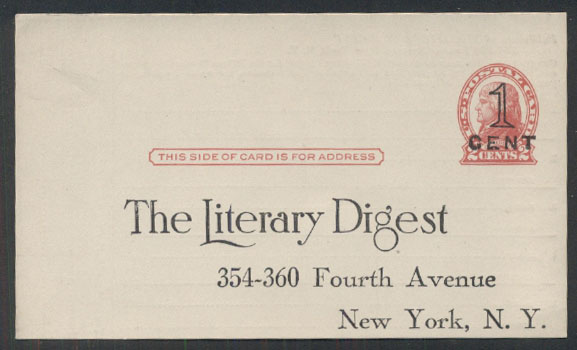 U.S. POSTAL CARD
1
CENT
2 CENTS 2
THIS SIDE OF CARD IS FOR ADDRESS
The Literary Digest
354-360 Fourth Avenue
New York, N. Y.